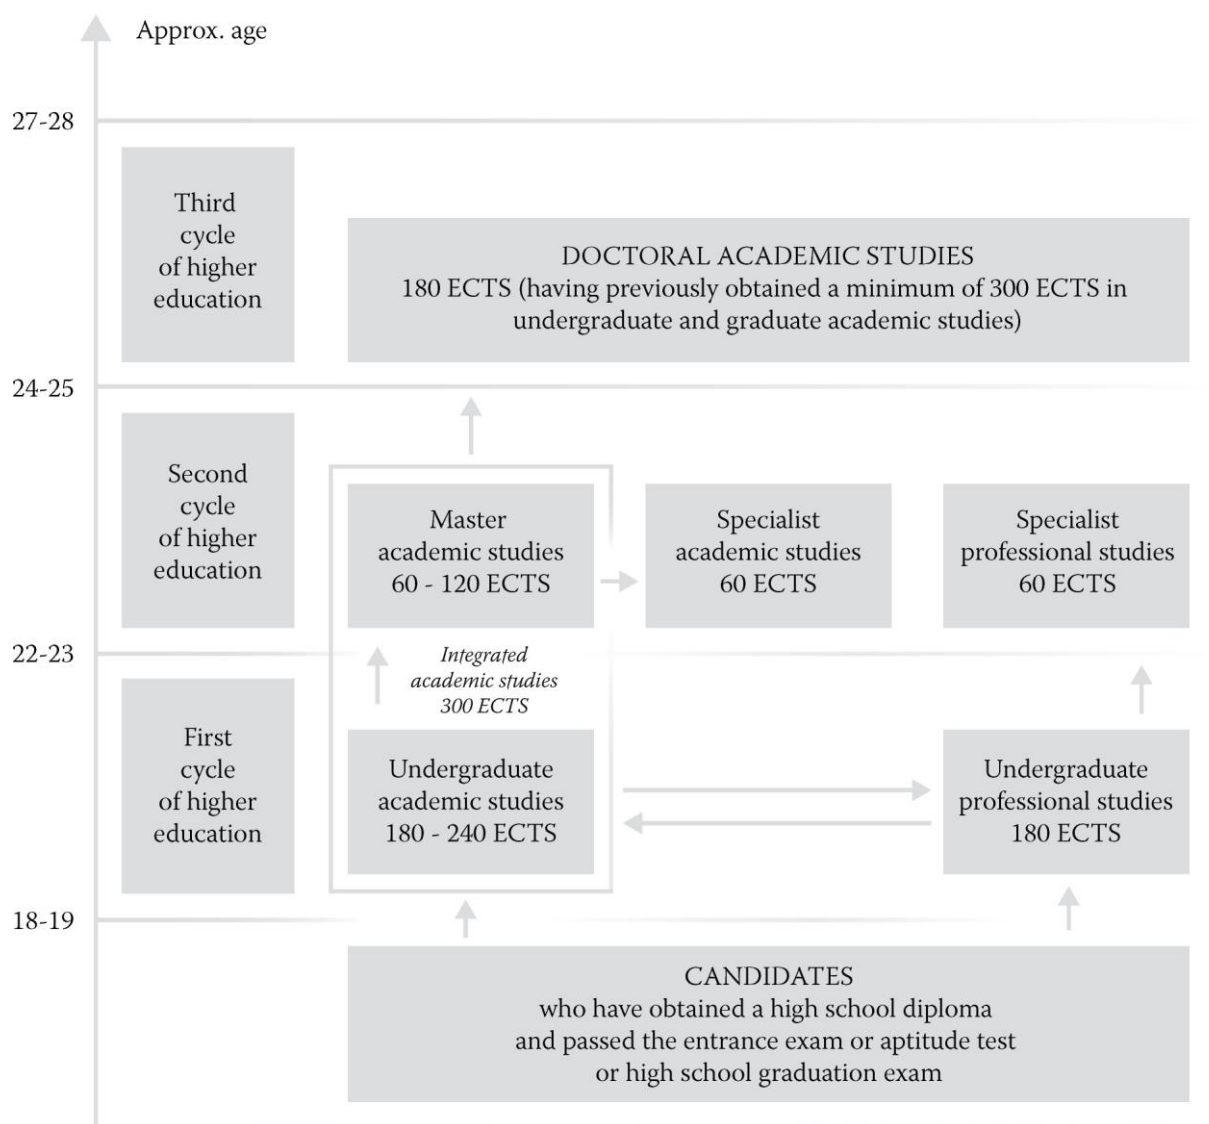 Approx. age
27-28
Third
cycle
of higher
education
DOCTORAL ACADEMIC STUDIES
180 ECTS (having previously obtained a minimum of 300 ECTS in
undergraduate and graduate academic studies)
24-25
Second
cycle
of higher
education
Master
academic studies
60 - 120 ECTS
Specialist
academic studies
60 ECTS
Specialist
professional studies
60 ECTS
22-23
Integrated
academic studies
300 ECTS
First
cycle
of higher
education
Undergraduate
academic studies
180 - 240 ECTS
Undergraduate
professional studies
180 ECTS
18-19
CANDIDATES
who have obtained a high school diploma
and passed the entrance exam or aptitude test
or high school graduation exam